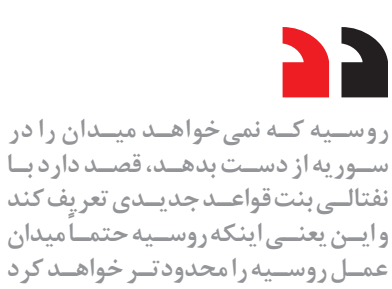 روسیه که نمی‌خواهد میدان را در
سوریه از دست بدهد، قصد دارد با
نفتالی بنت قواعد جدیدی تعریف کند
و این یعنی اینکه روسیه حتماً میدان
عمل روسیه را محدودتر خواهد کرد